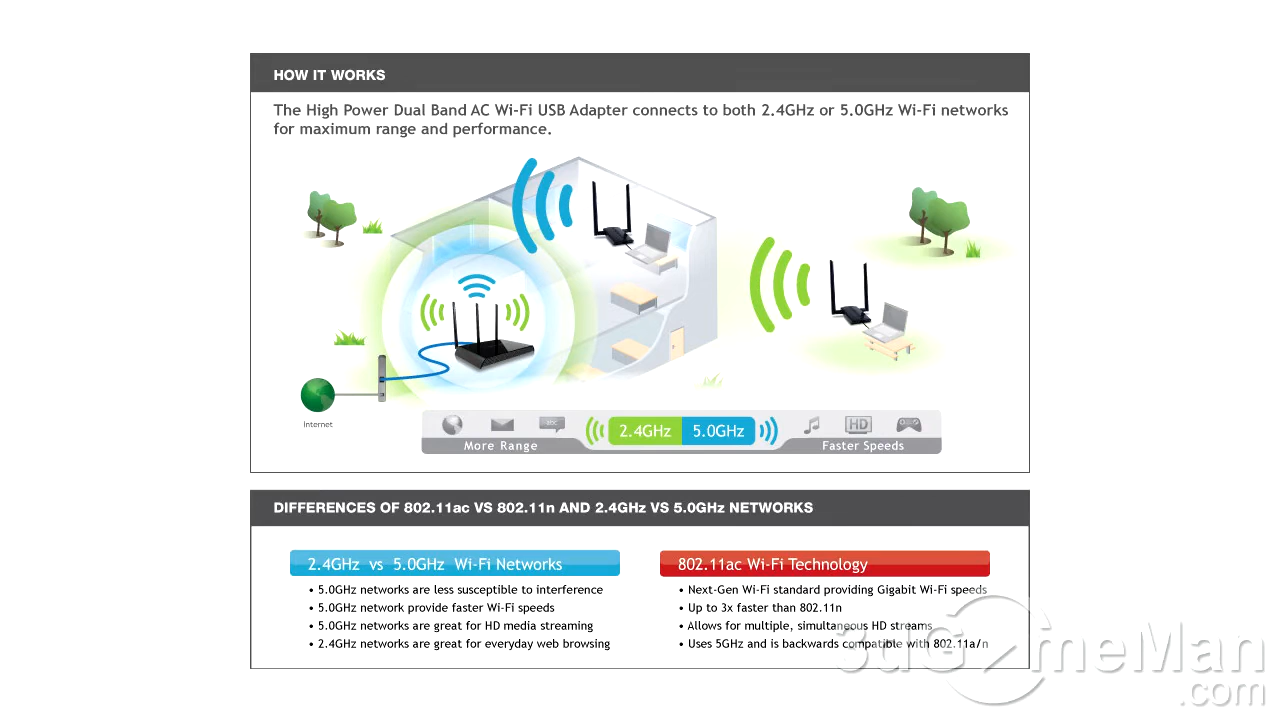 HOW IT WORKS
The High Power Dual Band AC Wi-Fi USB Adapter connects to both 2.4GHz or 5.0GHz Wi-Fi networks
for maximum range and performance.
Internet
abc
HD
2.4GHz 5.0GHz
More Range
Faster Speeds
DIFFERENCES OF 802.11ac VS 802.11n AND 2.4GHz VS 5.0GHz NETWORKS
2.4GHz vs 5.0GHz Wi-Fi Networks
• 5.0GHz networks are less susceptible to interference
• 5.0GHz network provide faster Wi-Fi speeds
• 5.0GHz networks are great for HD media streaming
• 2.4GHz networks are great for everyday web browsing
802.11ac Wi-Fi Technology
• Next-Gen Wi-Fi standard providing Gigabit Wi-Fi speeds
• Up to 3x faster than 802.11n
• Allows for multiple, simultaneous HD streams
• Uses 5GHz and is backwards compatible with 802.11a/n
3dGameMan
.com